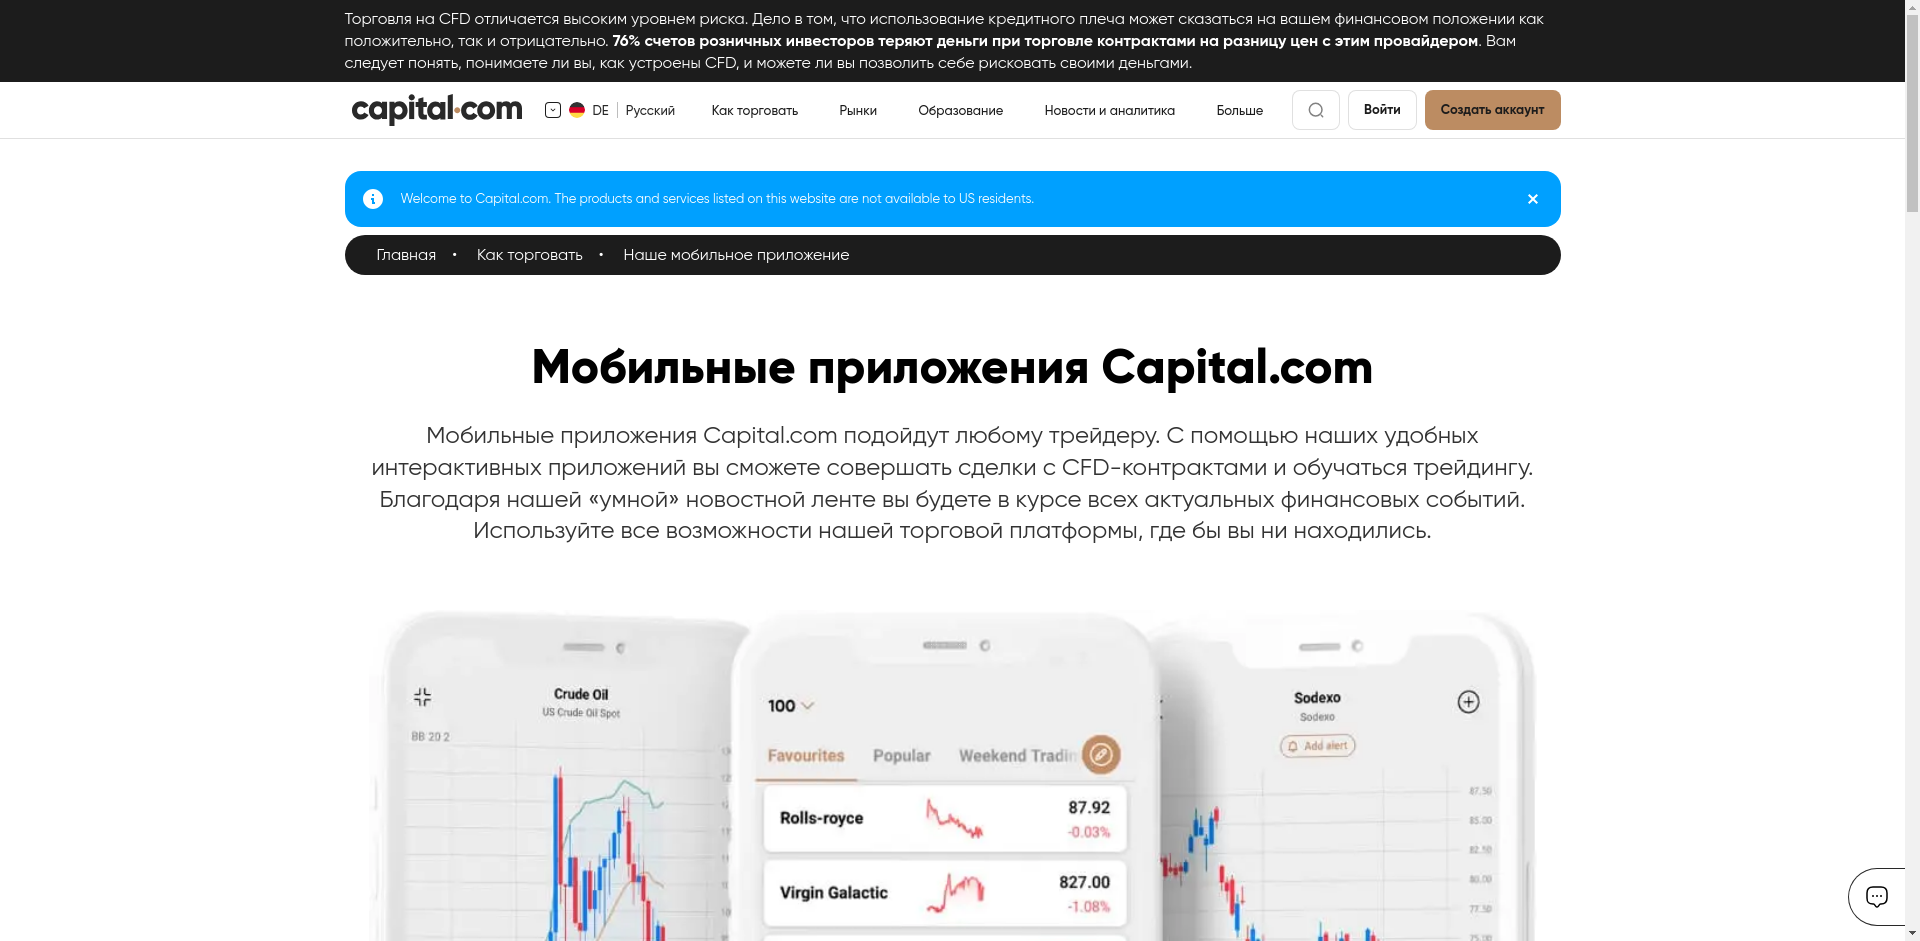 Торговля на CFD отличается высоким уровнем риска. Дело в том, что использование кредитного плеча может сказаться на вашем финансовом положении как
положительно, так и отрицательно. 76% счетов розничных инвесторов теряют деньги при торговле контрактами на разницу цен с этим провайдером. Вам
следует понять, понимаете ли вы, как устроены CFD, и можете ли вы позволить себе рисковать своими деньгами.
capital.com
DE Русский
Как торговать
Рынки
Образование
Новости и аналитика
Больше
Войти
Создать аккаунт
Welcome to Capital.com. The products and services listed on this website are not available to US residents.
Главная • Как торговать • Наше мобильное приложение
Мобильные приложения Capital.com
Мобильные приложения Capital.com подойдут любому трейдеру. С помощью наших удобных
интерактивных приложений вы сможете совершать сделки с CFD-контрактами и обучаться трейдингу.
Благодаря нашей «умной» новостной ленте вы будете в курсе всех актуальных финансовых событий.
Используйте все возможности нашей торговой платформы, где бы вы ни находились.
Crude Oil
US Crude Oil Spot
BB 20 2
100
Favourites
Popular
Weekend Tradin
Rolls-royce
87.92
-0.03%
Virgin Galactic
827.00
-1.08%
Sodexo
Sodexo
Add alert
87.50
85.00
82.50
80.00
77.50
75.00